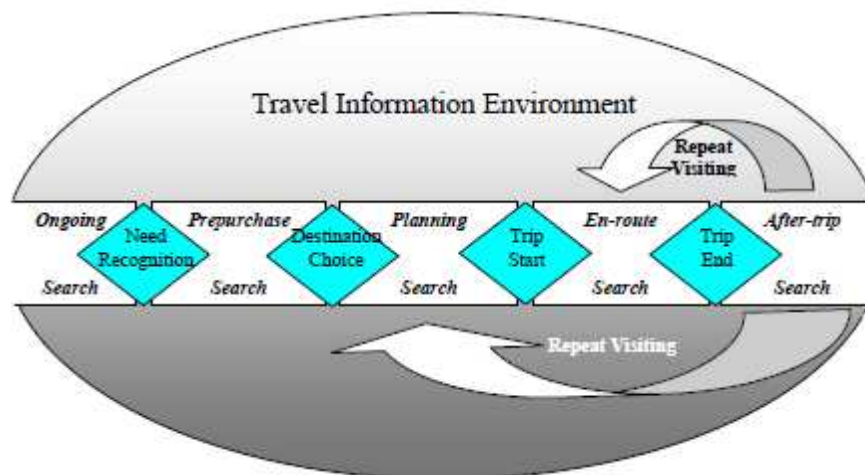 Travel Information Environment
Repeat
Visiting
Ongoing
Prepurchase
Planning
En-route
After-trip
Need
Recognition
Destination
Choice
Trip
Start
Trip
End
Search
Search
Search
Search
Search
Repeat Visiting